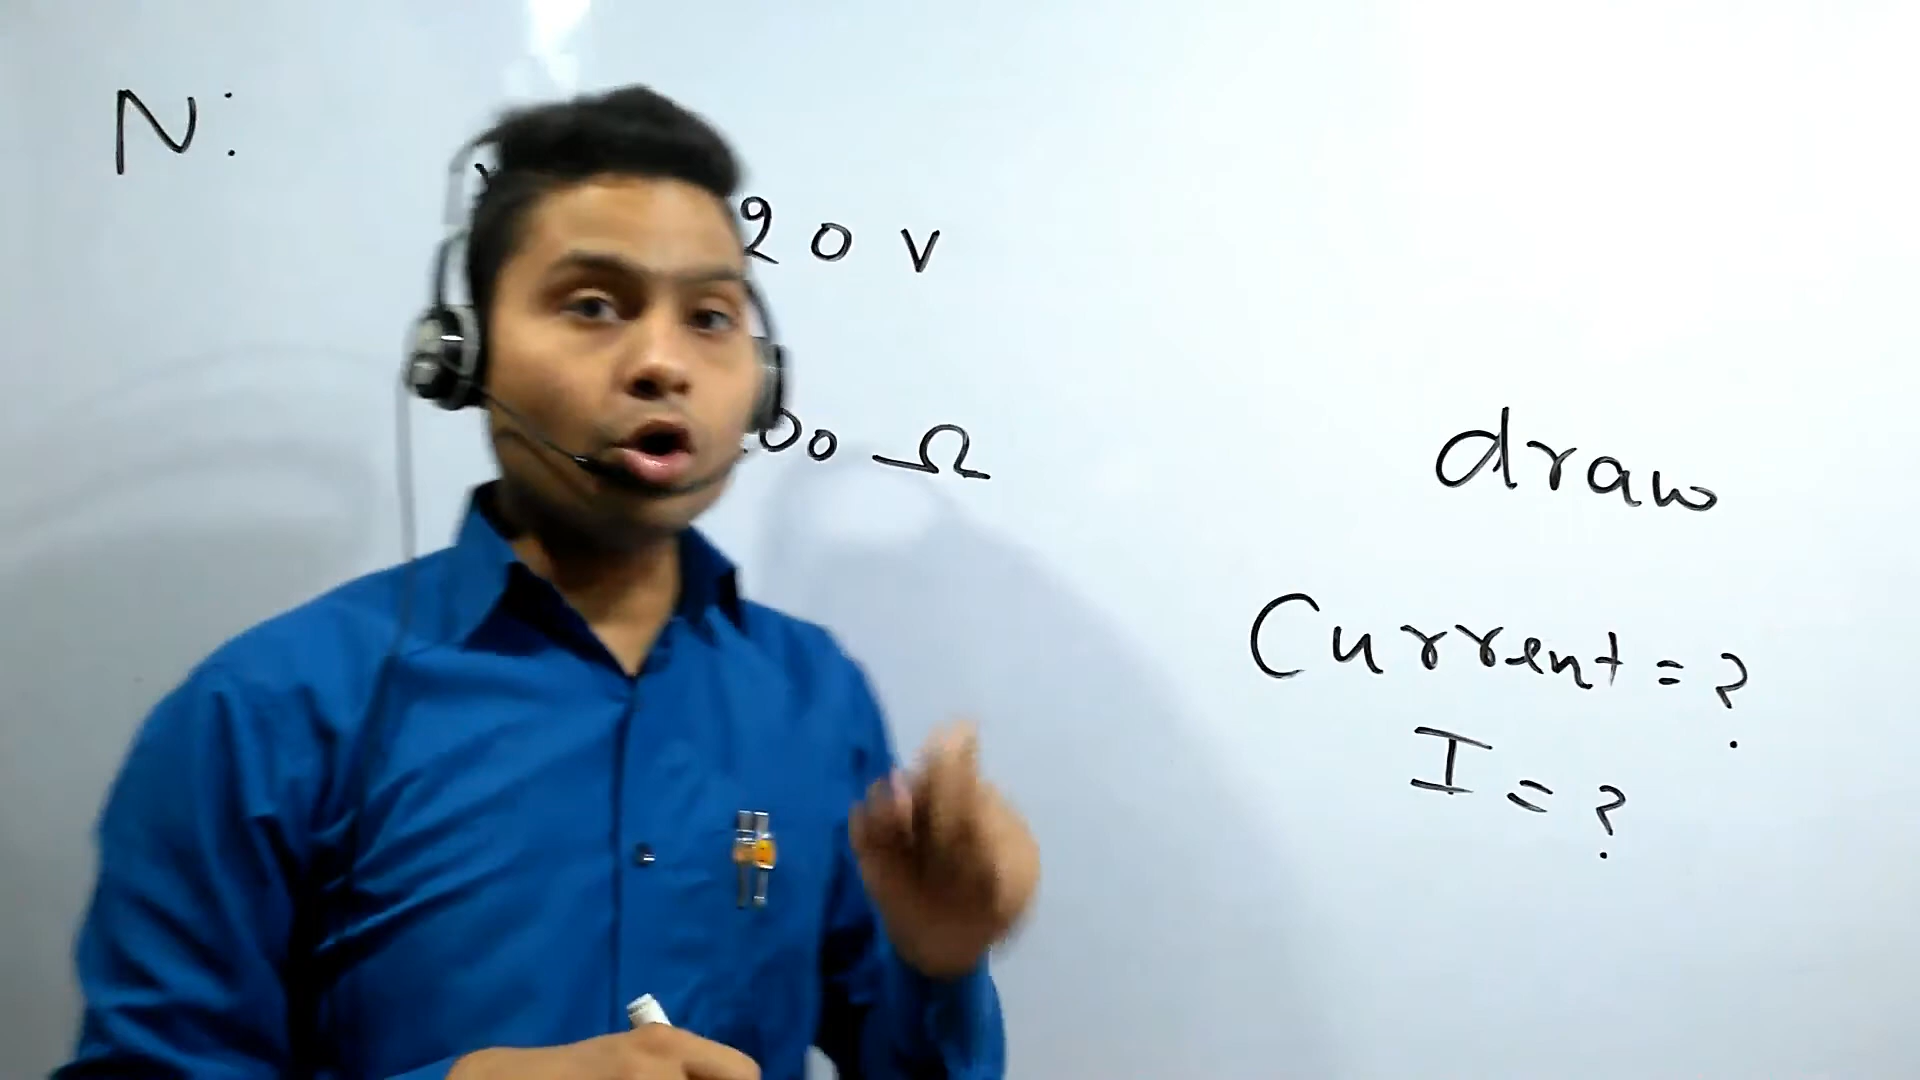 N:
20 V
00 Ω
draw
Current = ?
I = ?